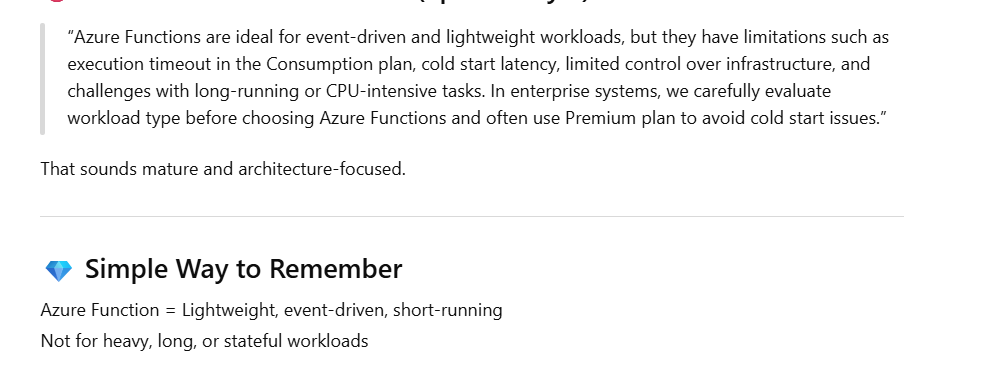 “Azure Functions are ideal for event-driven and lightweight workloads, but they have limitations such as
execution timeout in the Consumption plan, cold start latency, limited control over infrastructure, and
challenges with long-running or CPU-intensive tasks. In enterprise systems, we carefully evaluate
workload type before choosing Azure Functions and often use Premium plan to avoid cold start issues.”
That sounds mature and architecture-focused.
Simple Way to Remember
Azure Function = Lightweight, event-driven, short-running
Not for heavy, long, or stateful workloads